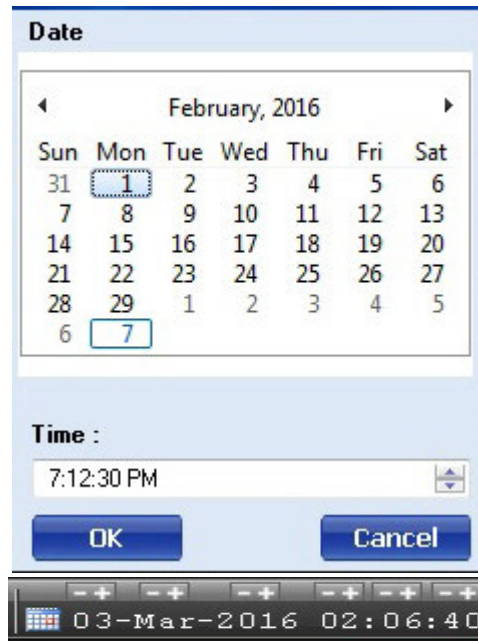 Date
February, 2016
Sun Mon Tue Wed Thu Fri Sat
31 1 2 3 4 5 6
7 8 9 10 11 12 13
14 15 16 17 18 19 20
21 22 23 24 25 26 27
28 29 1 2 3 4 5
6 7
Time :
7:12:30 PM
OK Cancel
- + - + - + - + - + - +
03-Mar-2016 02:06:40